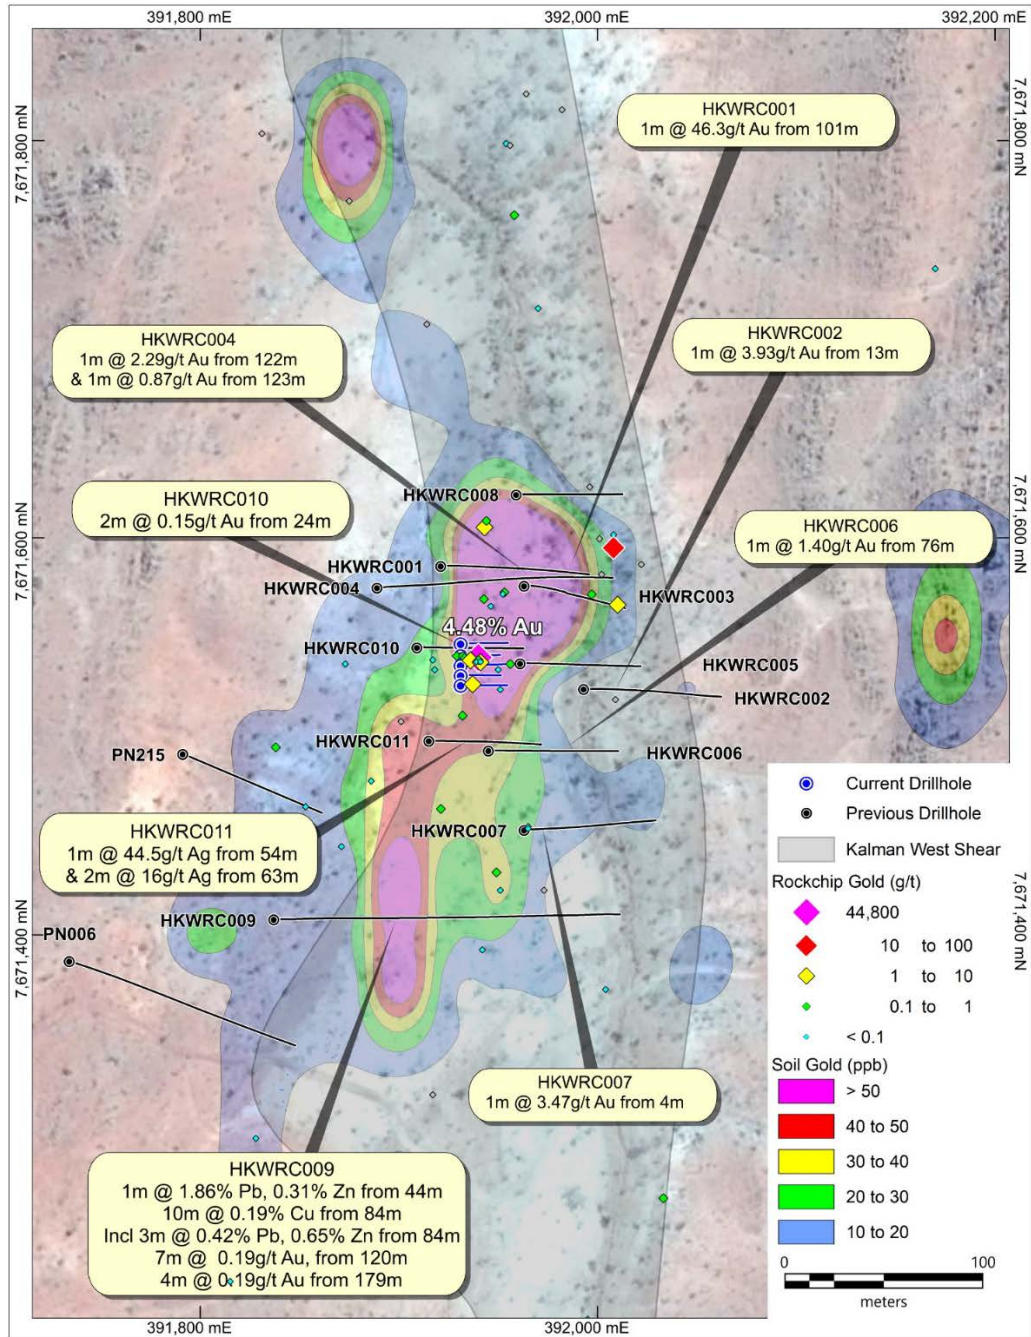 391,800 mE
392,000 mE
392,200 mE
7,671,800 mN
7,671,800 mN
HKWRC001
1m @ 46.3g/t Au from 101m
HKWRC004
1m @ 2.29g/t Au from 122m
& 1m @ 0.87g/t Au from 123m
HKWRC002
1m @ 3.93g/t Au from 13m
HKWRC010
2m @ 0.15g/t Au from 24m
HKWRC008
HKWRC006
1m @ 1.40g/t Au from 76m
7,671,600 mN
7,671,600 mN
HKWRC001
HKWRC004
HKWRC003
4.48% Au
HKWRC010
HKWRC005
HKWRC002
HKWRC011
HKWRC006
PN215
HKWRC007
HKWRC011
1m @ 44.5g/t Ag from 54m
& 2m @ 16g/t Ag from 63m
HKWRC009
PN006
7,671,400 mN
7,671,400 mN
HKWRC007
1m @ 3.47g/t Au from 4m
HKWRC009
1m @ 1.86% Pb, 0.31% Zn from 44m
10m @ 0.19% Cu from 84m
Incl 3m @ 0.42% Pb, 0.65% Zn from 84m
7m @ 0.19g/t Au, from 120m
4m @ 0.19g/t Au from 179m
Current Drillhole
Previous Drillhole
Kalman West Shear
Rockchip Gold (g/t)
44,800
10 to 100
1 to 10
0.1 to 1
< 0.1
Soil Gold (ppb)
> 50
40 to 50
30 to 40
20 to 30
10 to 20
0 100
meters
391,800 mE
392,000 mE